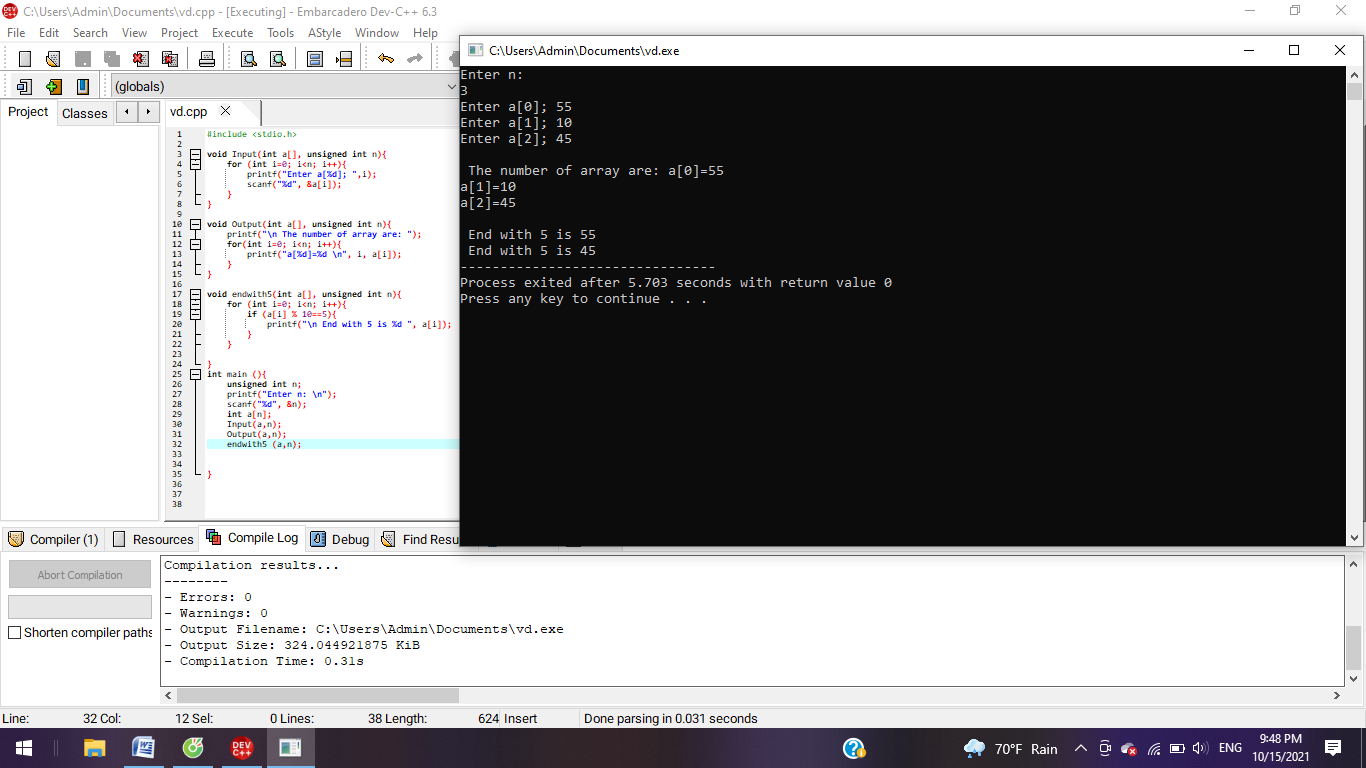 C:\Users\Admin\Documents\vd.cpp - [Executing] - Embarcadero Dev-C++ 6.3
File Edit Search View Project Execute Tools AStyle Window Help
(globals)
Project Classes
vd.cpp
1 #include <stdio.h>
2
3 void Input(int a[], unsigned int n){
4 for (int i=0; i<n; i++){
5 printf("Enter a[%d]; ",i);
6 scanf("%d", &a[i]);
7 }
8 }
9
10 void Output(int a[], unsigned int n){
11 printf("\n The number of array are: ");
12 for(int i=0; i<n; i++){
13 printf("a[%d]=%d \n", i, a[i]);
14 }
15 }
16
17 void endwith5(int a[], unsigned int n){
18 for (int i=0; i<n; i++){
19 if (a[i] % 10==5){
20 printf("\n End with 5 is %d ", a[i]);
21 }
22 }
23
24 }
25 int main (){
26 unsigned int n;
27 printf("Enter n: \n");
28 scanf("%d", &n);
29 int a[n];
30 Input(a,n);
31 Output(a,n);
32 endwith5 (a,n);
33
34
35 }
36
37
38
C:\Users\Admin\Documents\vd.exe
Enter n:
3
Enter a[0]; 55
Enter a[1]; 10
Enter a[2]; 45
The number of array are: a[0]=55
a[1]=10
a[2]=45
End with 5 is 55
End with 5 is 45
--------------------------------
Process exited after 5.703 seconds with return value 0
Press any key to continue . . .
Compiler (1) Resources Compile Log Debug Find Resu
Abort Compilation
Shorten compiler paths
Compilation results...
--------
- Errors: 0
- Warnings: 0
- Output Filename: C:\Users\Admin\Documents\vd.exe
- Output Size: 324.044921875 KiB
- Compilation Time: 0.31s
Line: 32 Col: 12 Sel: 0 Lines: 38 Length: 624 Insert Done parsing in 0.031 seconds
DEV C++
70°F Rain
ENG
9:48 PM
10/15/2021